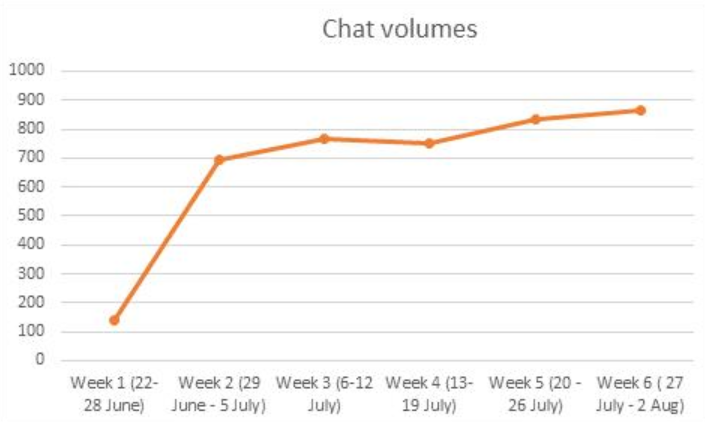 Chat volumes
1000
900
800
700
600
500
400
300
200
100
0
Week 1 (22-
28 June)
Week 2 (29
June - 5 July)
Week 3 (6-12
July)
Week 4 (13-
19 July)
Week 5 (20 -
26 July)
Week 6 ( 27
July - 2 Aug)